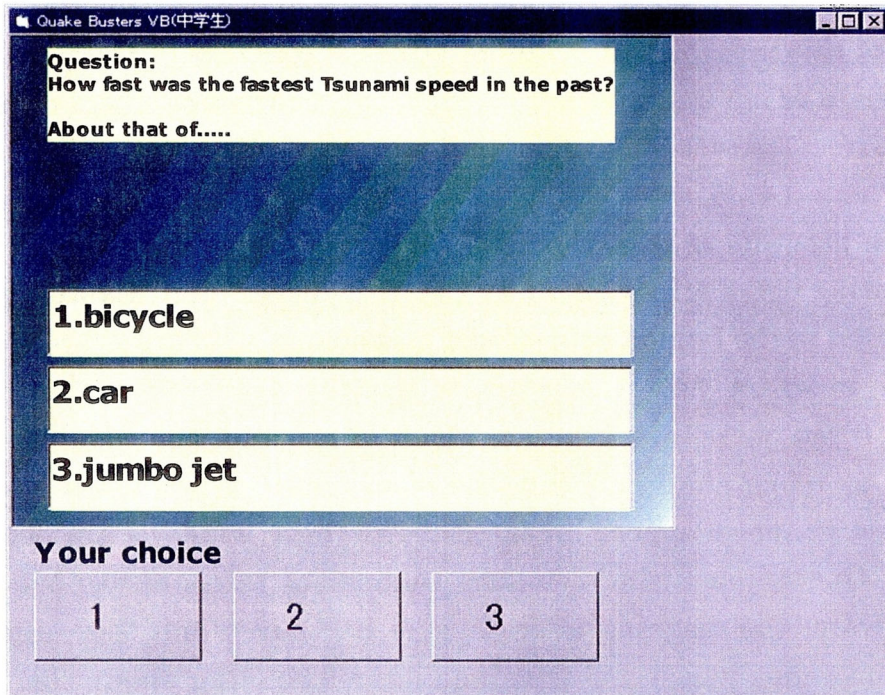 Quake Busters VB(中学生)
Question:
How fast was the fastest Tsunami speed in the past?
About that of.....
1.bicycle
2.car
3.jumbo jet
Your choice
1
2
3